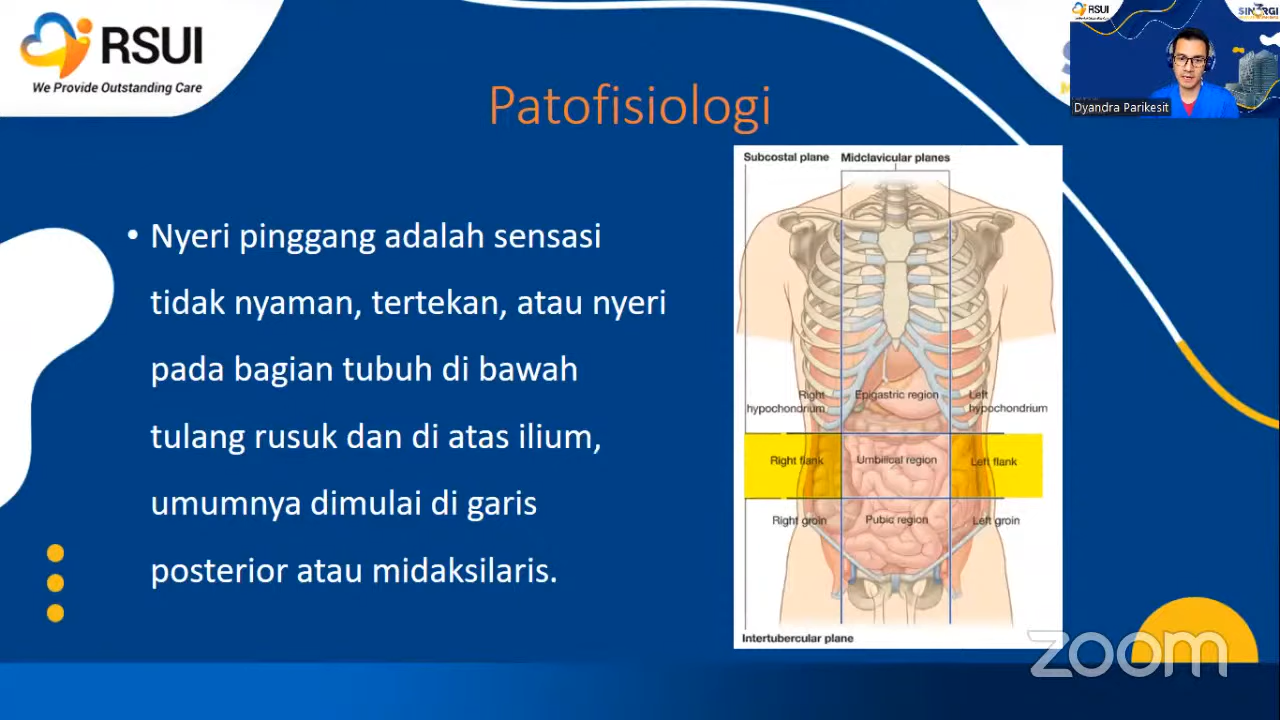 RSUI
We Provide Outstanding Care
RSUI
SINERGI
Dyandra Parikesit
Patofisiologi
• Nyeri pinggang adalah sensasi
tidak nyaman, tertekan, atau nyeri
pada bagian tubuh di bawah
tulang rusuk dan di atas ilium,
umumnya dimulai di garis
posterior atau midaksilaris.
Subcostal plane
Midclavicular planes
Right hypochondrium
Epigastric region
Left hypochondrium
Right flank
Umbilical region
Left flank
Right groin
Pubic region
Left groin
Intertubercular plane
zoom